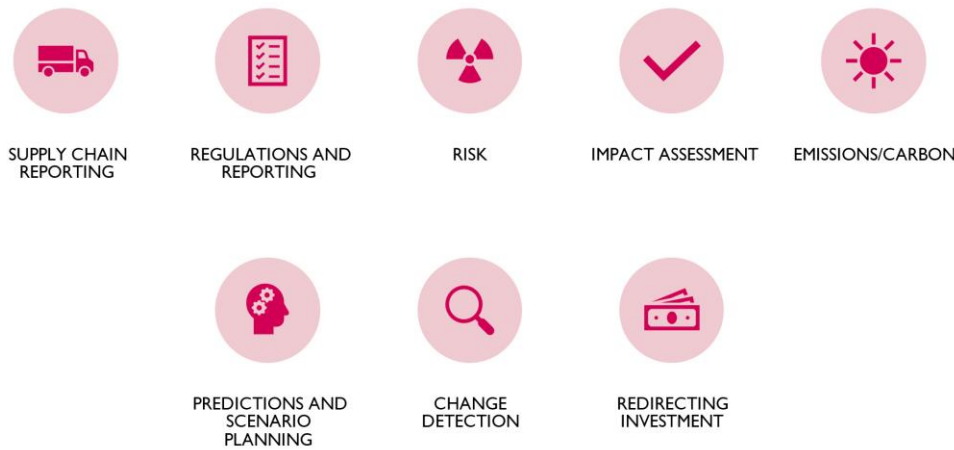 SUPPLY CHAIN
REPORTING
REGULATIONS AND
REPORTING
RISK
IMPACT ASSESSMENT
EMISSIONS/CARBON
PREDICTIONS AND
SCENARIO
PLANNING
CHANGE
DETECTION
REDIRECTING
INVESTMENT